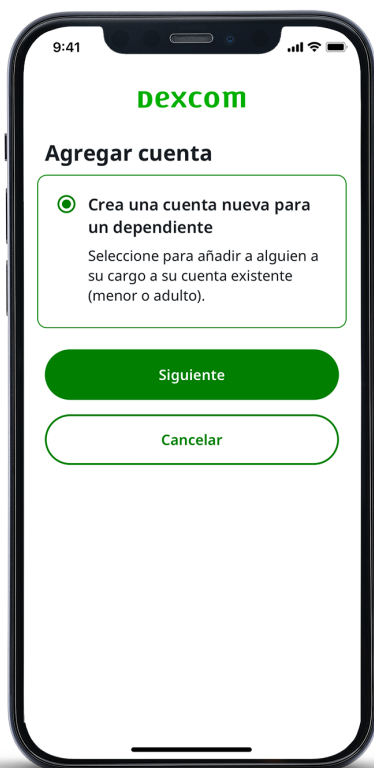 9:41
Dexcom
Agregar cuenta
Crea una cuenta nueva para
un dependiente
Seleccione para añadir a alguien a
su cargo a su cuenta existente
(menor o adulto).
Siguiente
Cancelar